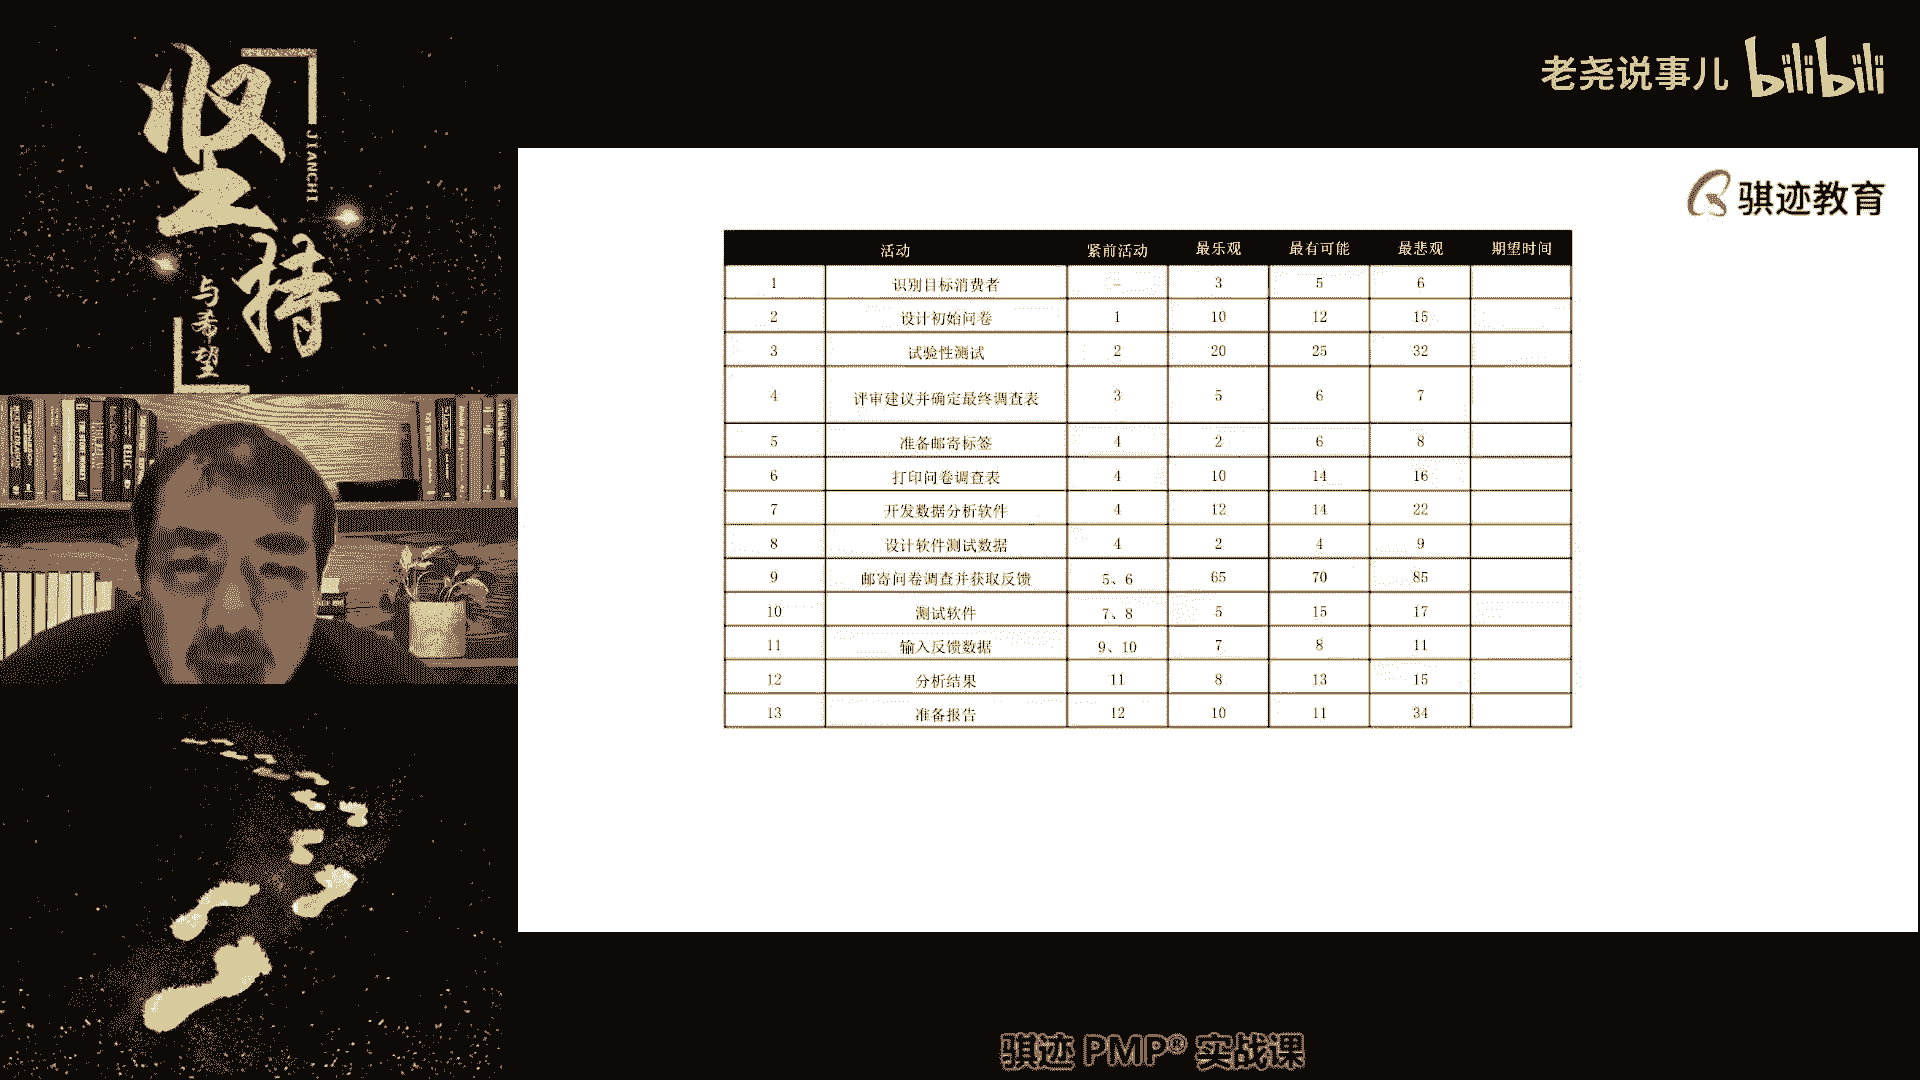 坚持
JIANCHI
与希望
老尧说事儿 bilibili
骐迹教育
活动 紧前活动 最乐观 最有可能 最悲观 期望时间
1 识别目标消费者 – 3 5 6
2 设计初始问卷 1 10 12 15
3 试验性测试 2 20 25 32
4 评审建议并确定最终调查表 3 5 6 7
5 准备邮寄标签 4 2 6 8
6 打印问卷调查表 4 10 14 16
7 开发数据分析软件 4 12 14 22
8 设计软件测试数据 4 2 4 9
9 邮寄问卷调查并获取反馈 5、6 65 70 85
10 测试软件 7、8 5 15 17
11 输入反馈数据 9、10 7 8 11
12 分析结果 11 8 13 15
13 准备报告 12 10 11 34
骐迹 PMP® 实战课